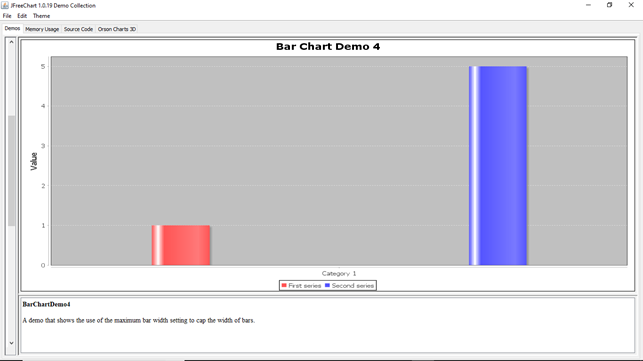 JFreeChart 1.0.19 Demo Collection
File Edit Theme
Demos Memory Usage Source Code Orson Charts 3D
Bar Chart Demo 4
5
4
3
2
1
0
Value
Category 1
First series Second series
BarChartDemo4
A demo that shows the use of the maximum bar width setting to cap the width of bars.